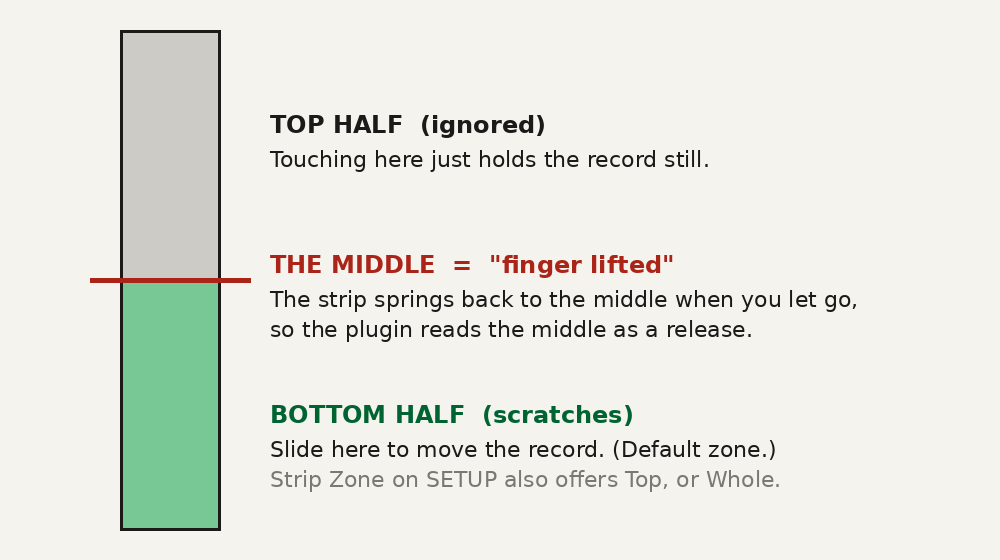 TOP HALF  (ignored)
Touching here just holds the record still.
THE MIDDLE  =  "finger lifted"
The strip springs back to the middle when you let go,
so the plugin reads the middle as a release.
BOTTOM HALF  (scratches)
Slide here to move the record. (Default zone.)
Strip Zone on SETUP also offers Top, or Whole.